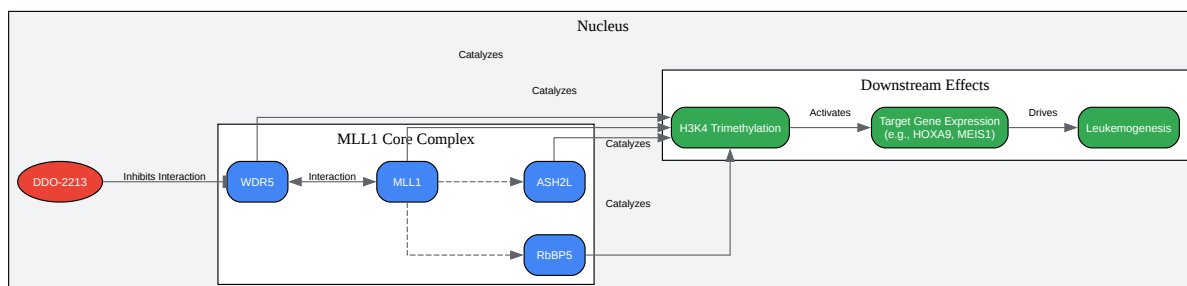 Nucleus
Catalyzes
Catalyzes
Downstream Effects
H3K4 Trimethylation
Activates
Target Gene Expression
(e.g., HOXA9, MEIS1)
Drives
Leukemogenesis
MLL1 Core Complex
Catalyzes
DDO-2213
Inhibits Interaction
WDR5
Interaction
MLL1
ASH2L
Catalyzes
RbBP5